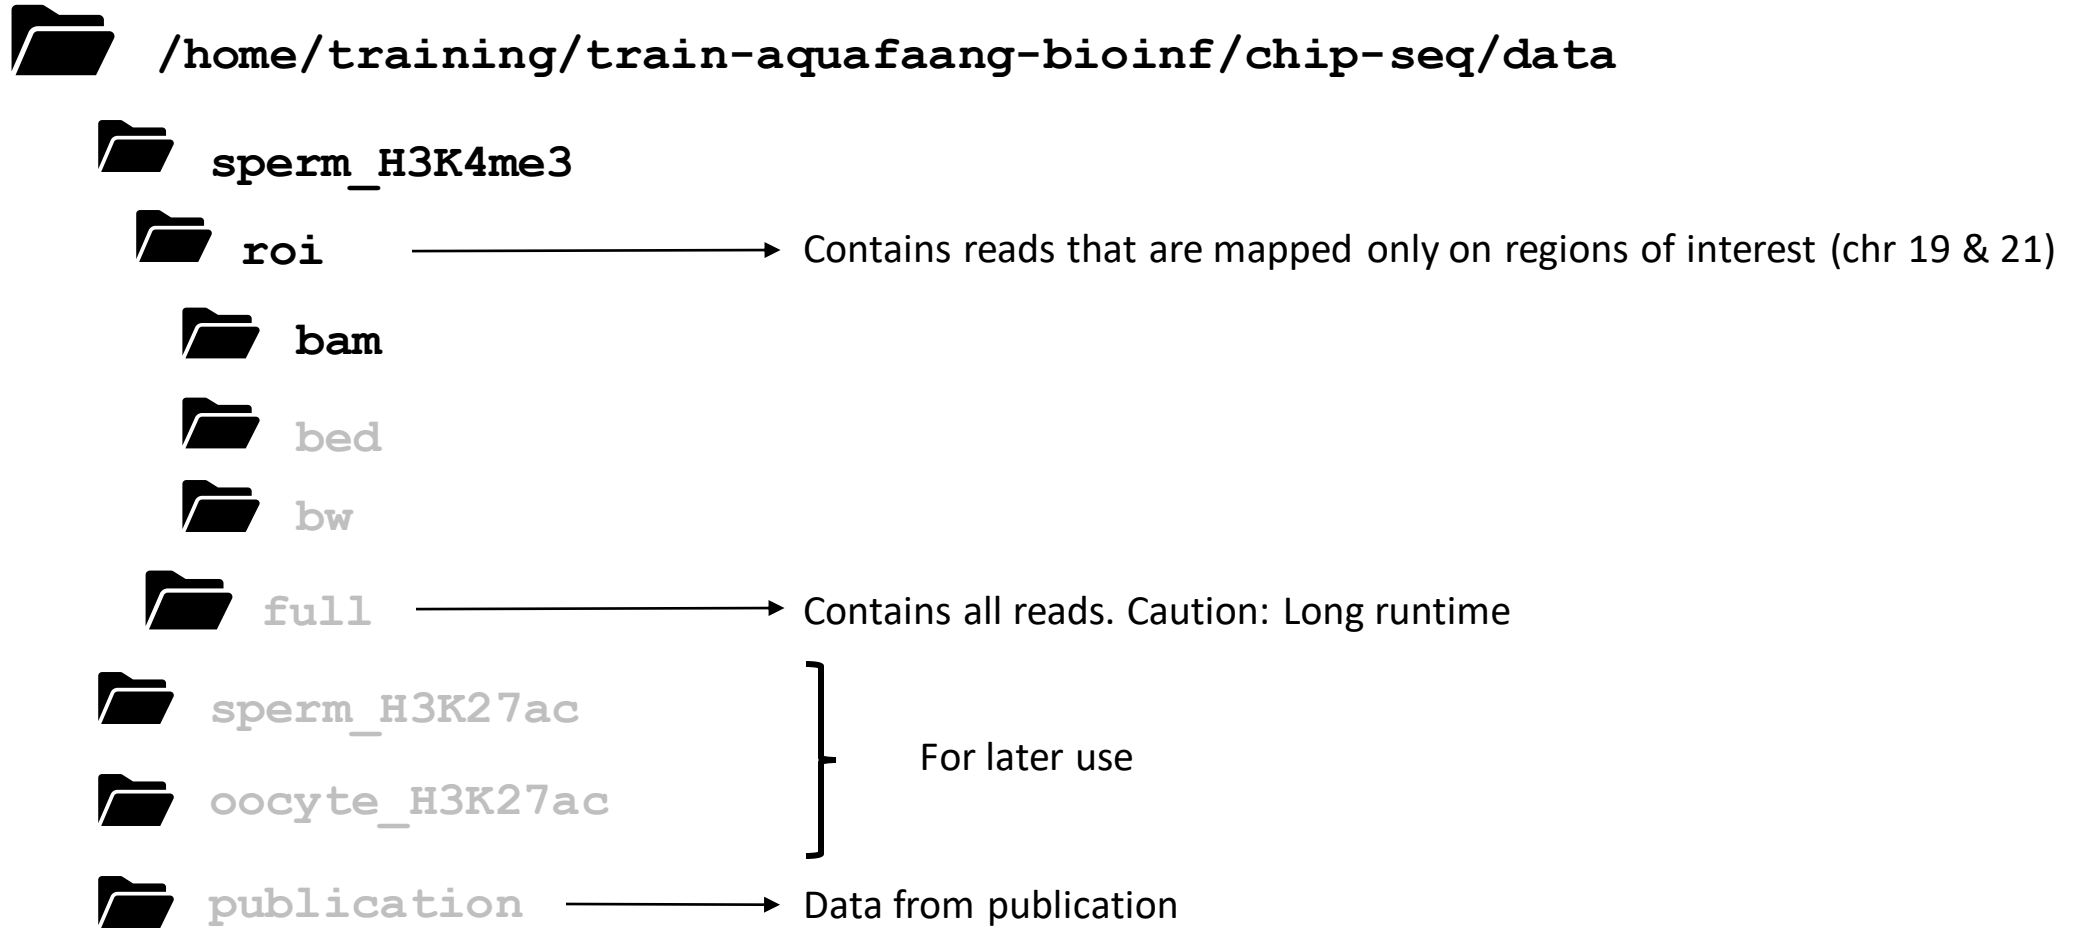 /home/training/train-aquafaang-bioinf/chip-seq/data
sperm_H3K4me3
roi
Contains reads that are mapped only on regions of interest (chr 19 & 21)
bam
bed
bw
full
Contains all reads. Caution: Long runtime
sperm_H3K27ac
For later use
oocyte_H3K27ac
publication
Data from publication